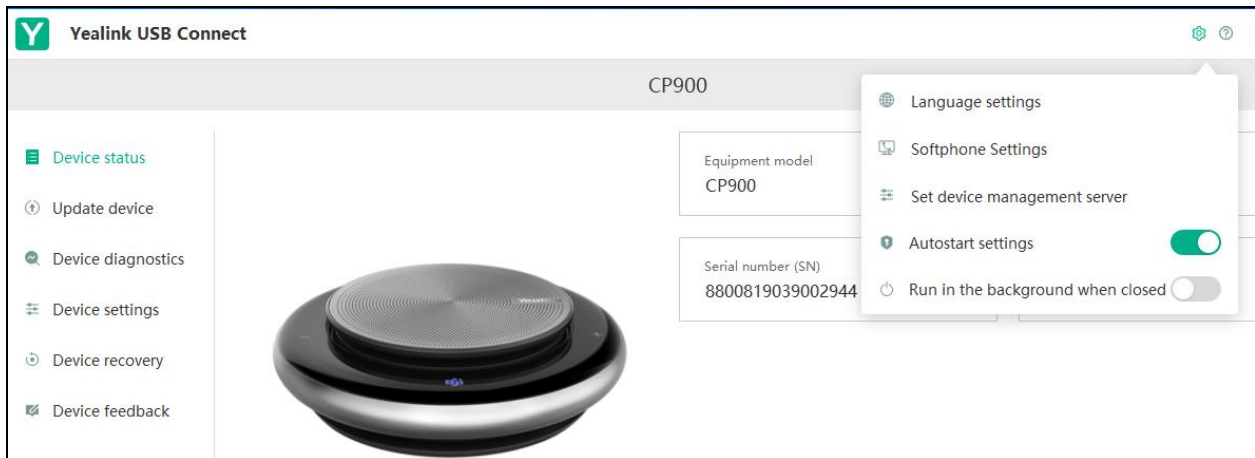 Yealink USB Connect
CP900
Device status
Update device
Device diagnostics
Device settings
Device recovery
Device feedback
Equipment model
CP900
Serial number (SN)
8800819039002944
Language settings
Softphone Settings
Set device management server
Autostart settings
Run in the background when closed